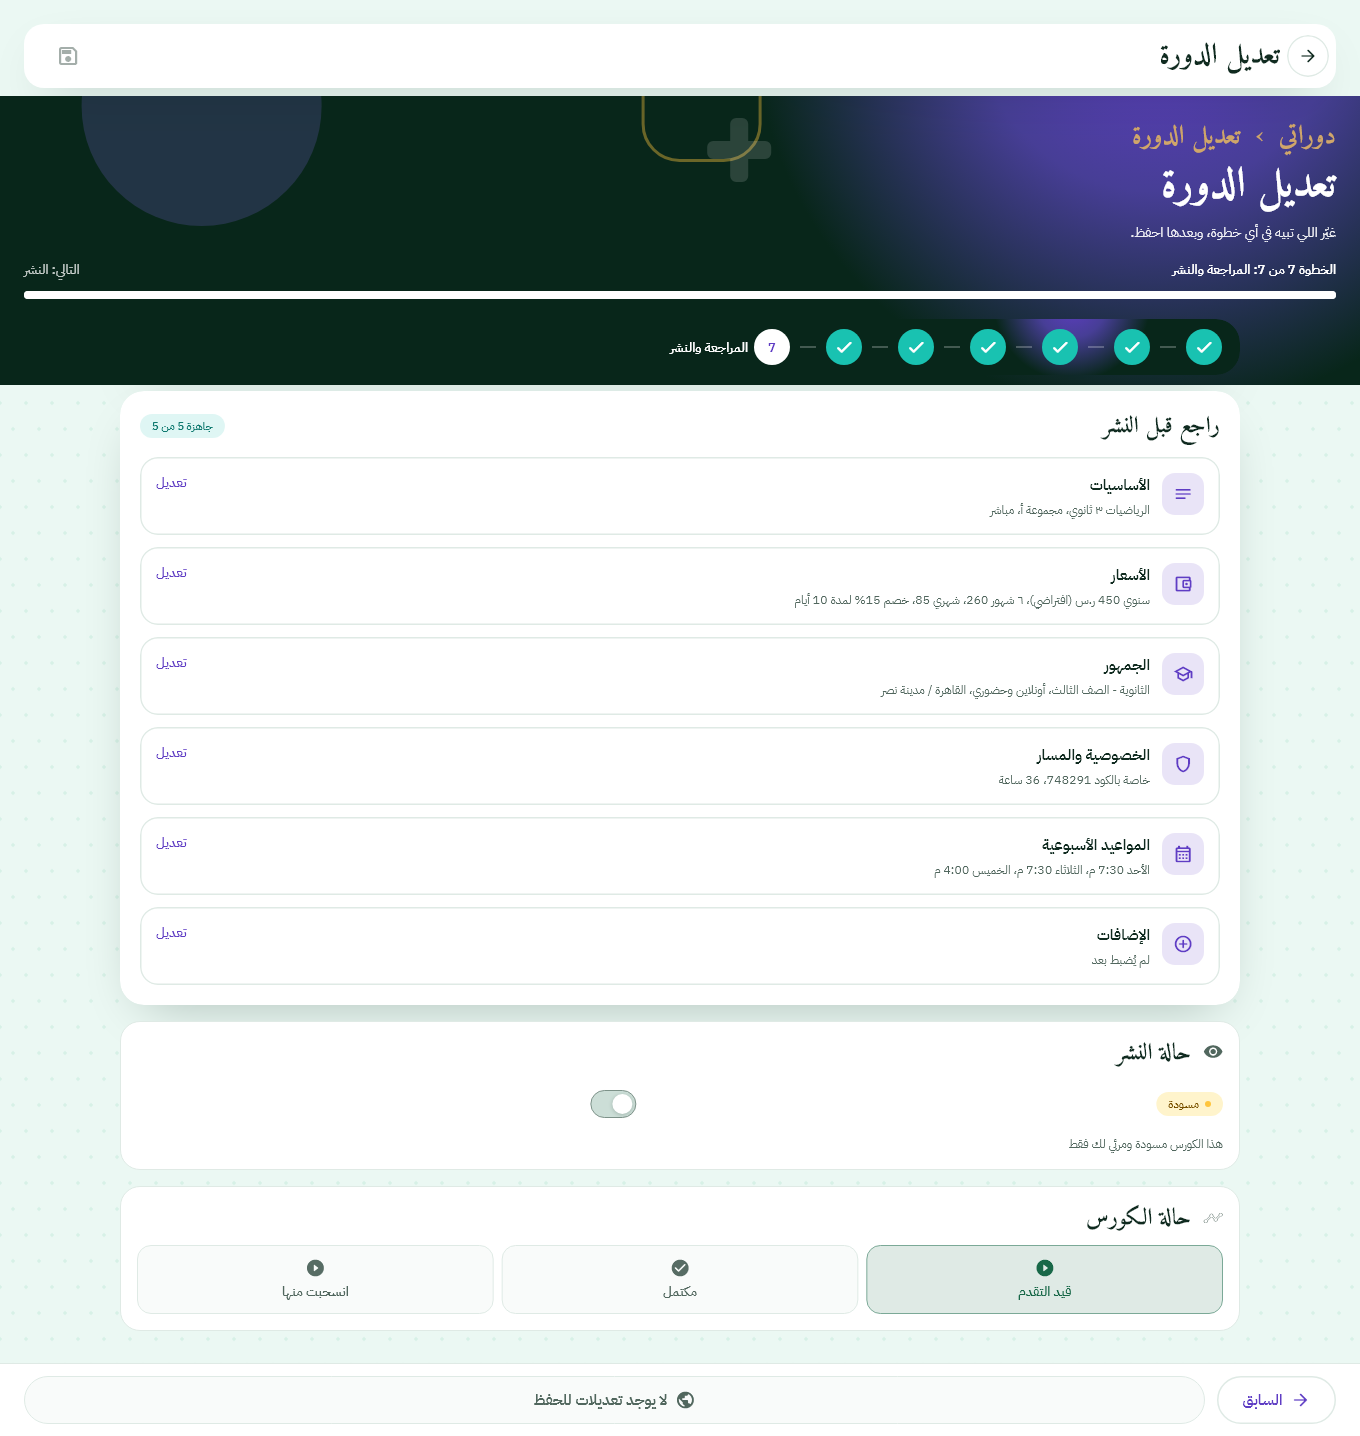 تعديل الدورة
دوراتي › تعديل الدورة
تعديل الدورة
غيّر اللي تبيه في أي خطوة، وبعدها احفظ.
الخطوة 7 من 7: المراجعة والنشر
التالي: النشر
7 المراجعة والنشر
راجع قبل النشر
جاهزة 5 من 5
الأساسيات
تعديل
الرياضيات ٣ ثانوي، مجموعة أ، مباشر
الأسعار
تعديل
سنوي 450 ر.س (افتراضي)، ٦ شهور 260، شهري 85، خصم 15% لمدة 10 أيام
الجمهور
تعديل
الثانوية - الصف الثالث، أونلاين وحضوري، القاهرة / مدينة نصر
الخصوصية والمسار
تعديل
خاصة بالكود 748291، 36 ساعة
المواعيد الأسبوعية
تعديل
الأحد 7:30 م، الثلاثاء 7:30 م، الخميس 4:00 م
الإضافات
تعديل
لم يُضبط بعد
حالة النشر
مسودة
هذا الكورس مسودة ومرئي لك فقط
حالة الكورس
قيد التقدم
مكتمل
انسحبت منها
السابق
لا يوجد تعديلات للحفظ